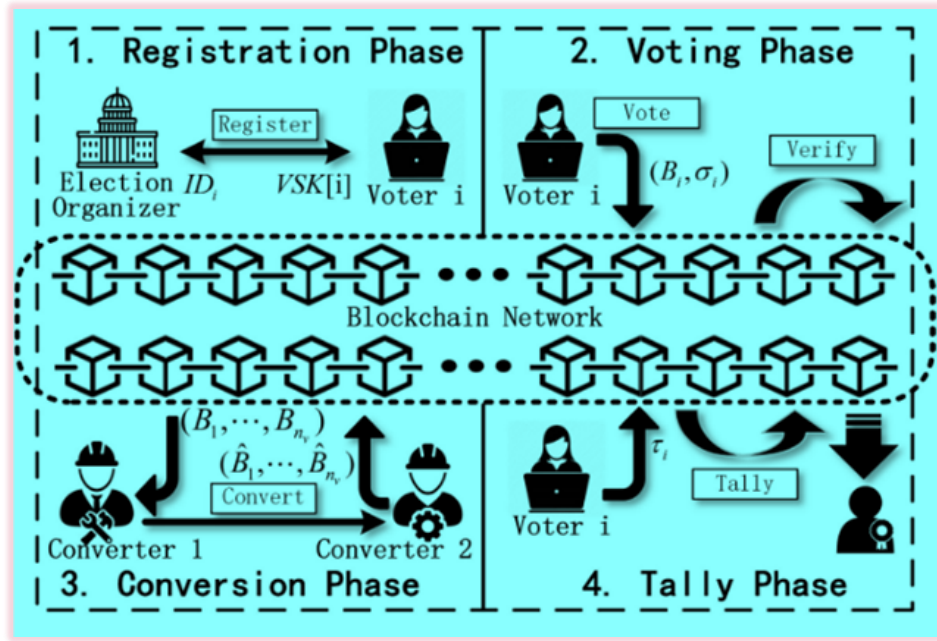 1. Registration Phase
Register
Election
Organizer
ID_i
VSK[i]
Voter i
2. Voting Phase
Vote
Voter i
(B_i, σ_i)
Verify
Blockchain Network
(B_1, ⋯, B_{n_v})
(B̂_1, ⋯, B̂_{n_v})
Convert
Converter 1
Converter 2
3. Conversion Phase
Voter i
τ_i
Tally
4. Tally Phase